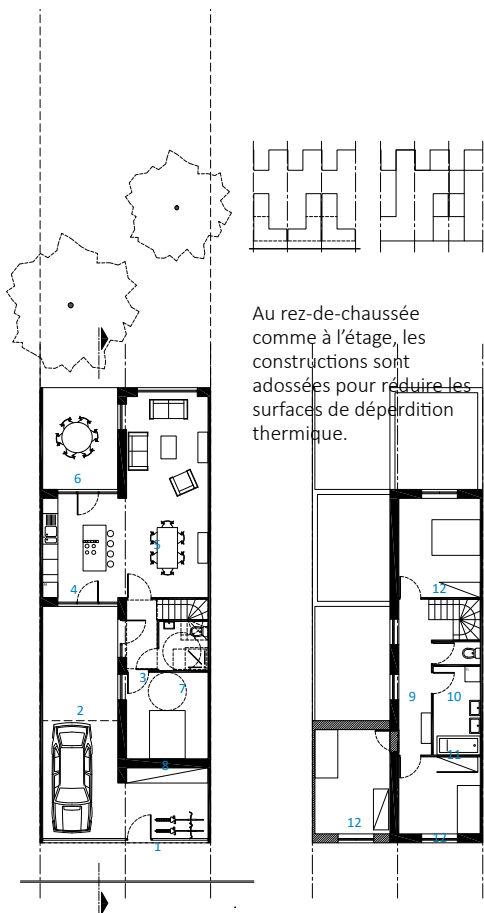 Au rez-de-chaussée
comme à l'étage, les
constructions sont
adossées pour réduire les
surfaces de déperdition
thermique.
6
5
4
3
7
2
8
1
12
9
10
11
12
12